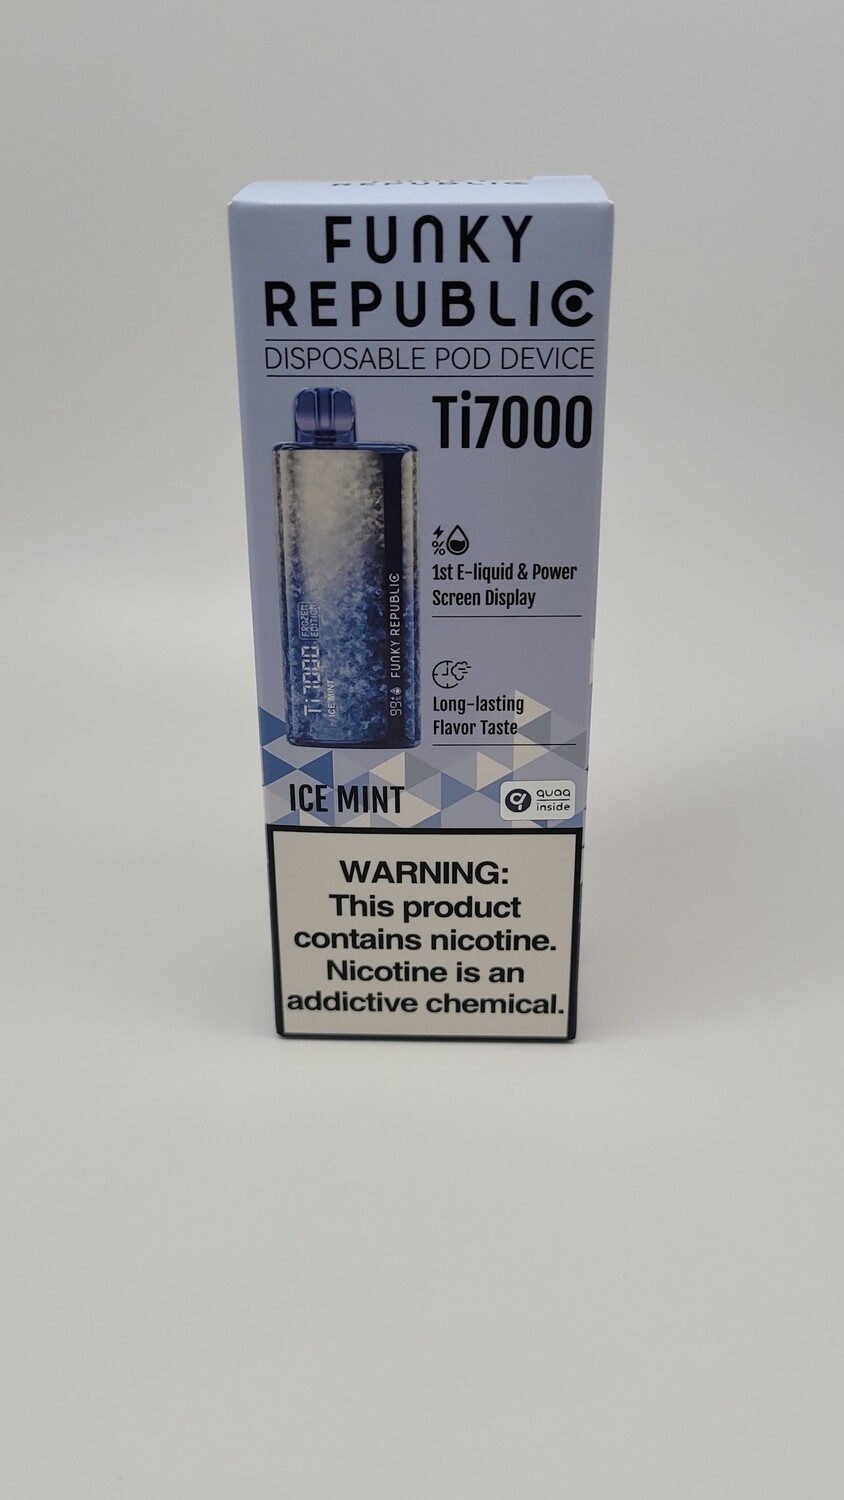 REPUBLIC
FUNKY
REPUBLIC
DISPOSABLE POD DEVICE
Ti7000
%
1st E-liquid & Power
Screen Display
Long-lasting
Flavor Taste
Ti7000
FROZEN
EDITION
ICE MINT
99%
FUNKY REPUBLIC
ICE MINT
quaq
inside
WARNING:
This product
contains nicotine.
Nicotine is an
addictive chemical.